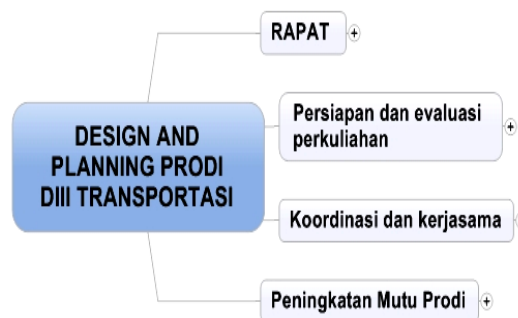 RAPAT
DESIGN AND
PLANNING PRODI
DIII TRANSPORTASI
Persiapan dan evaluasi
perkuliahan
Koordinasi dan kerjasama
Peningkatan Mutu Prodi